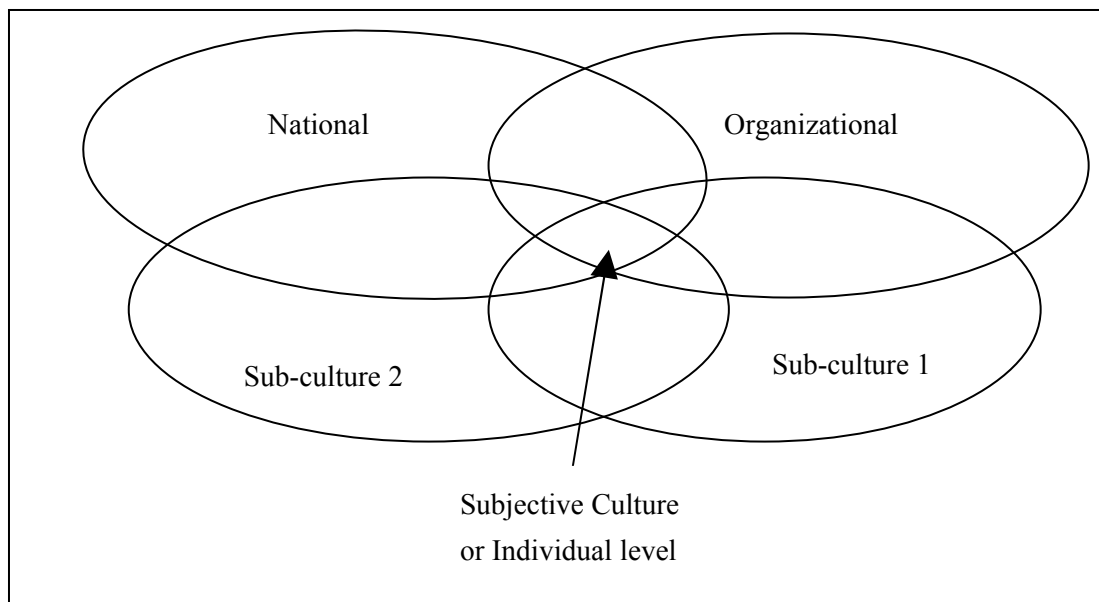 National
Organizational
Sub-culture 2
Sub-culture 1
Subjective Culture
or Individual level